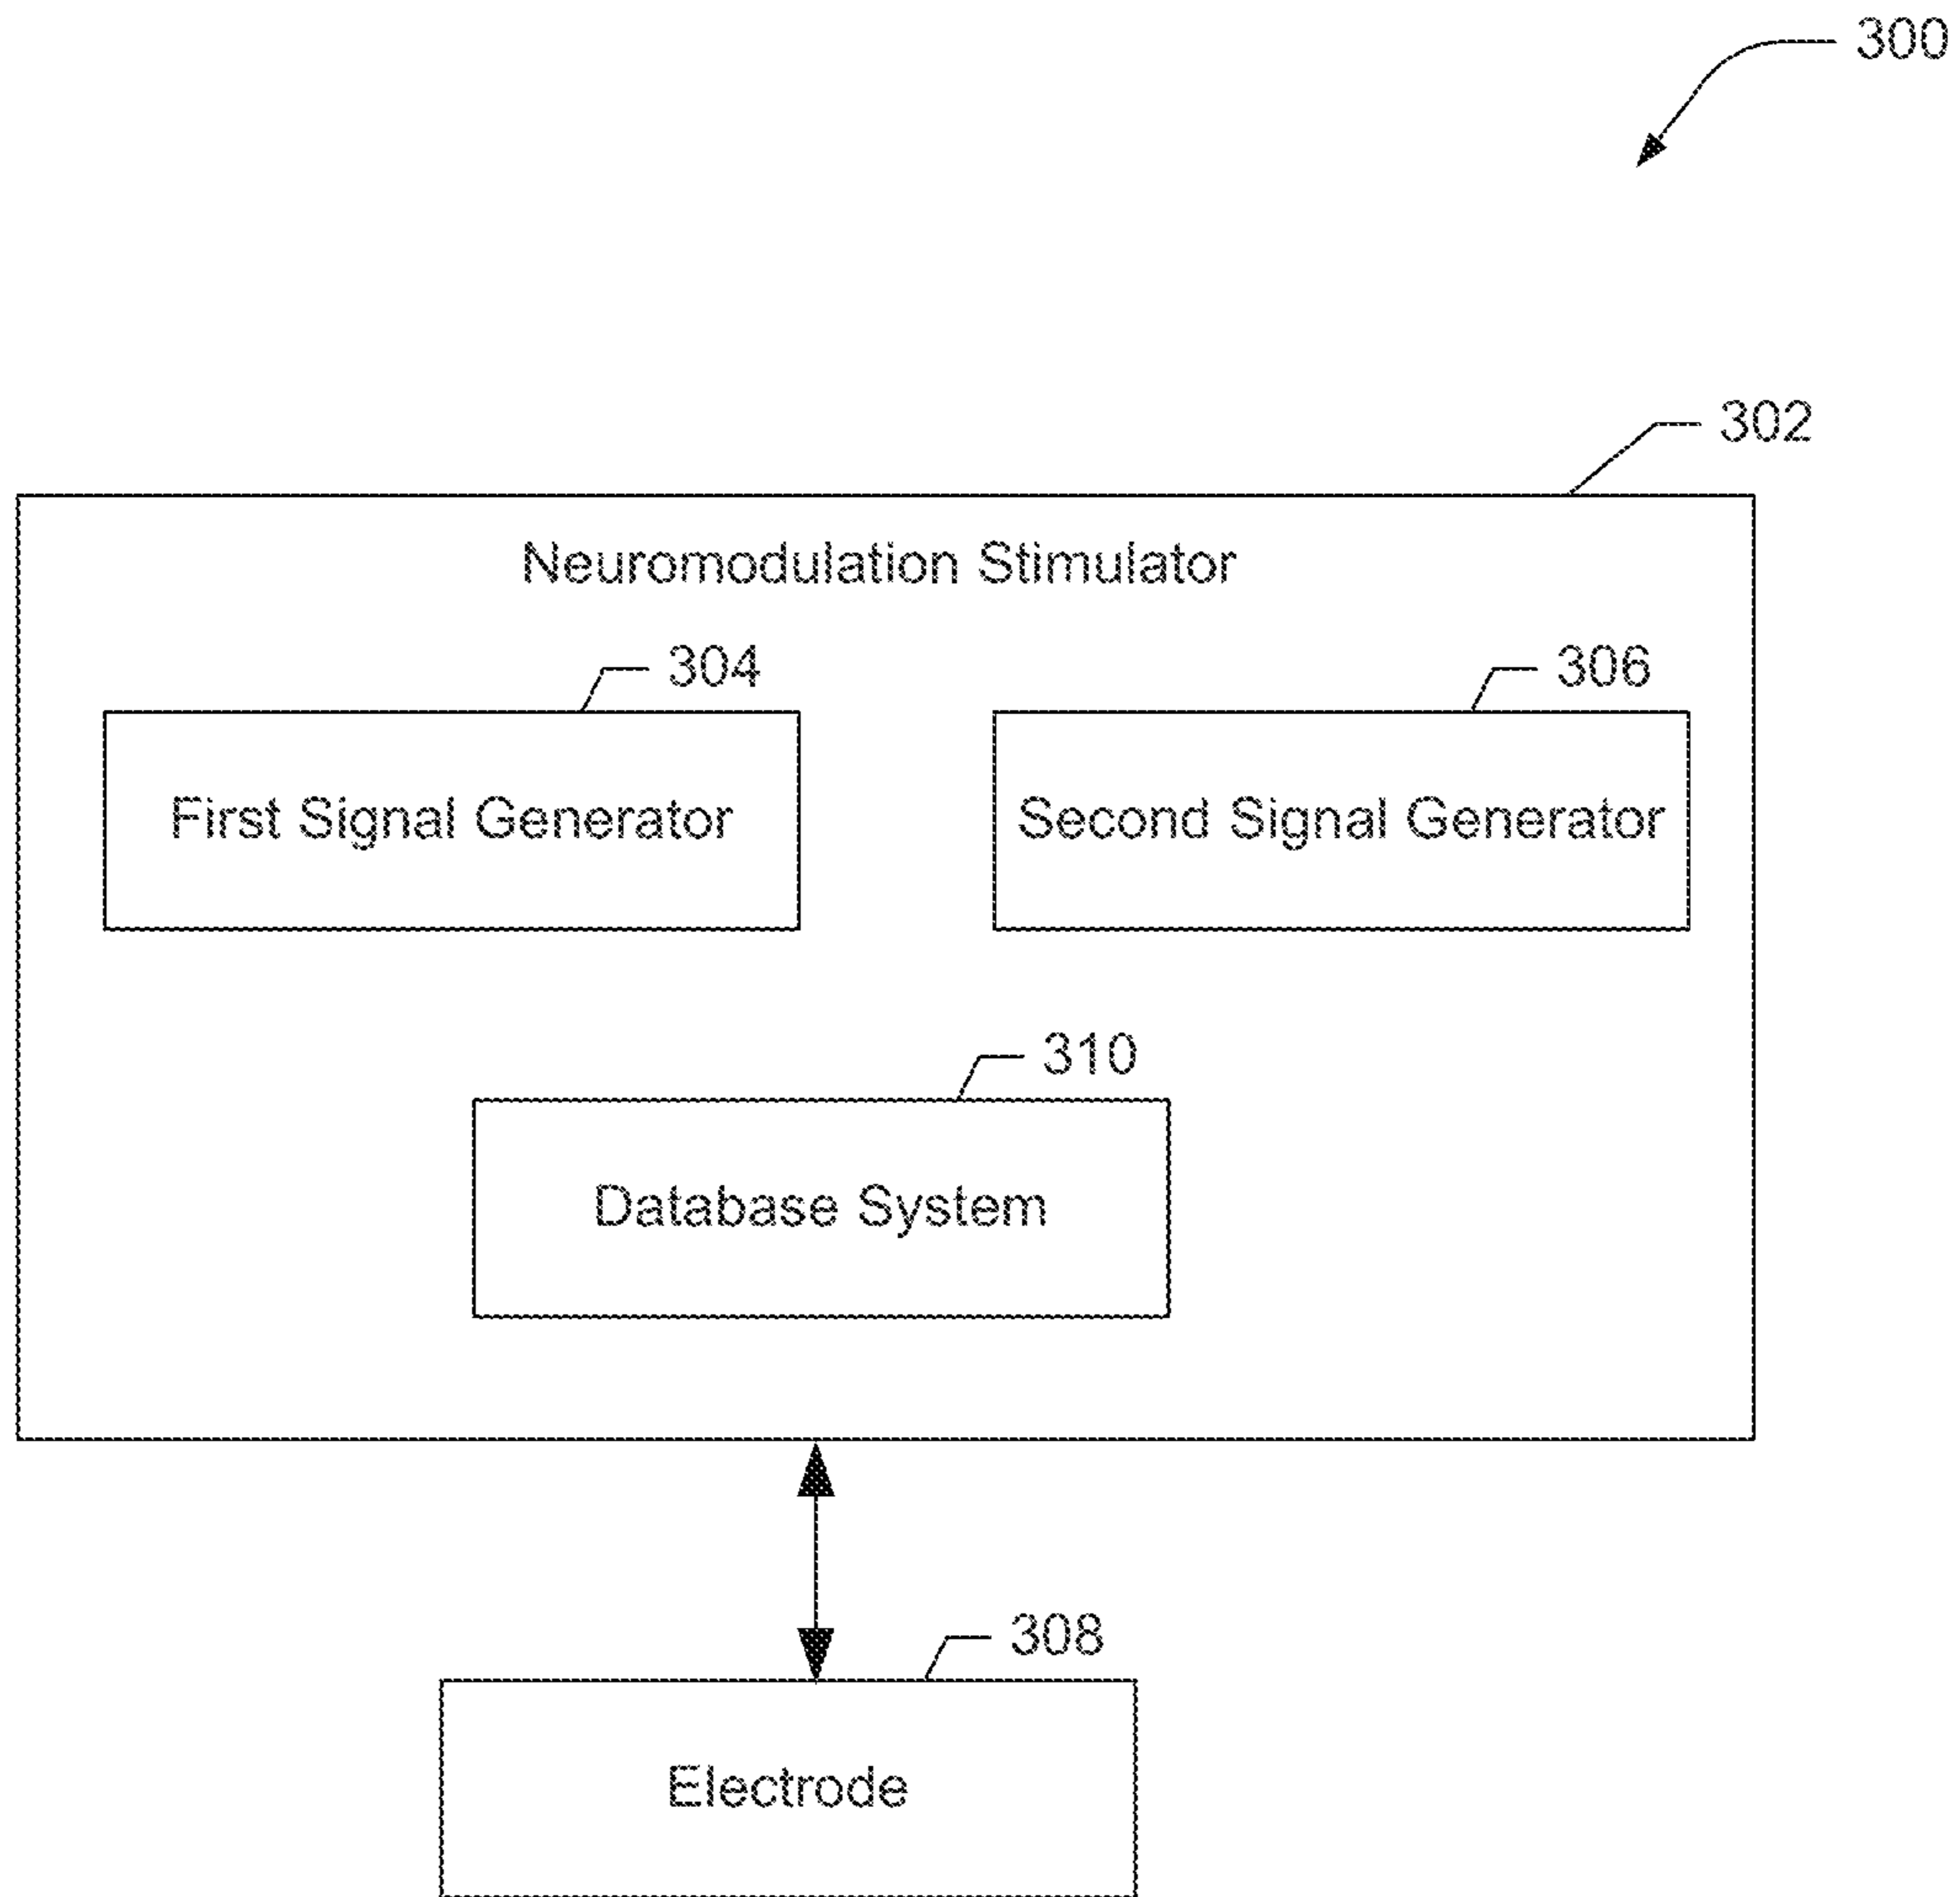 300
302
Neuromodulation Stimulator
304
306
First Signal Generator
Second Signal Generator
310
Database System
308
Electrode